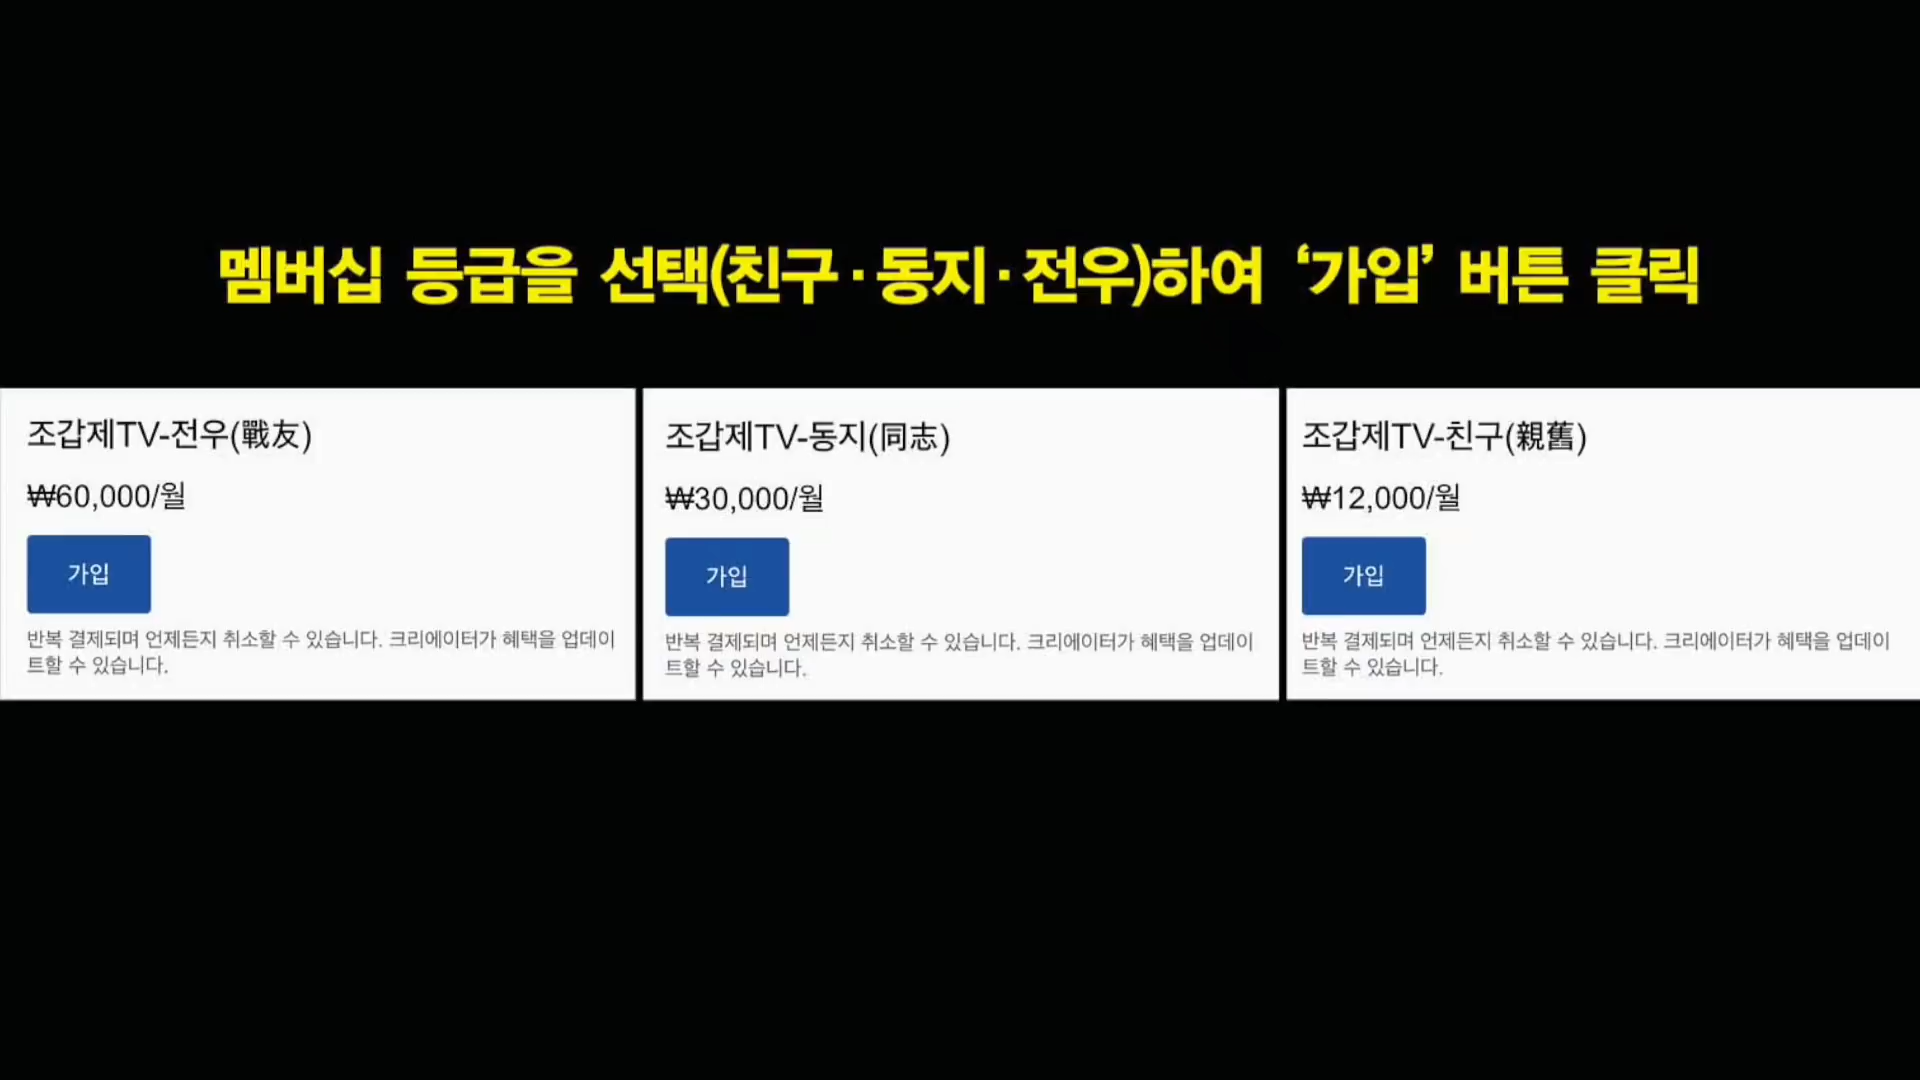 멤버십 등급을 선택(친구·동지·전우)하여 ‘가입’ 버튼 클릭
조갑제TV-전우(戰友)
₩60,000/월
가입
반복 결제되며 언제든지 취소할 수 있습니다. 크리에이터가 혜택을 업데이
트할 수 있습니다.
조갑제TV-동지(同志)
₩30,000/월
가입
반복 결제되며 언제든지 취소할 수 있습니다. 크리에이터가 혜택을 업데이
트할 수 있습니다.
조갑제TV-친구(親舊)
₩12,000/월
가입
반복 결제되며 언제든지 취소할 수 있습니다. 크리에이터가 혜택을 업데이
트할 수 있습니다.